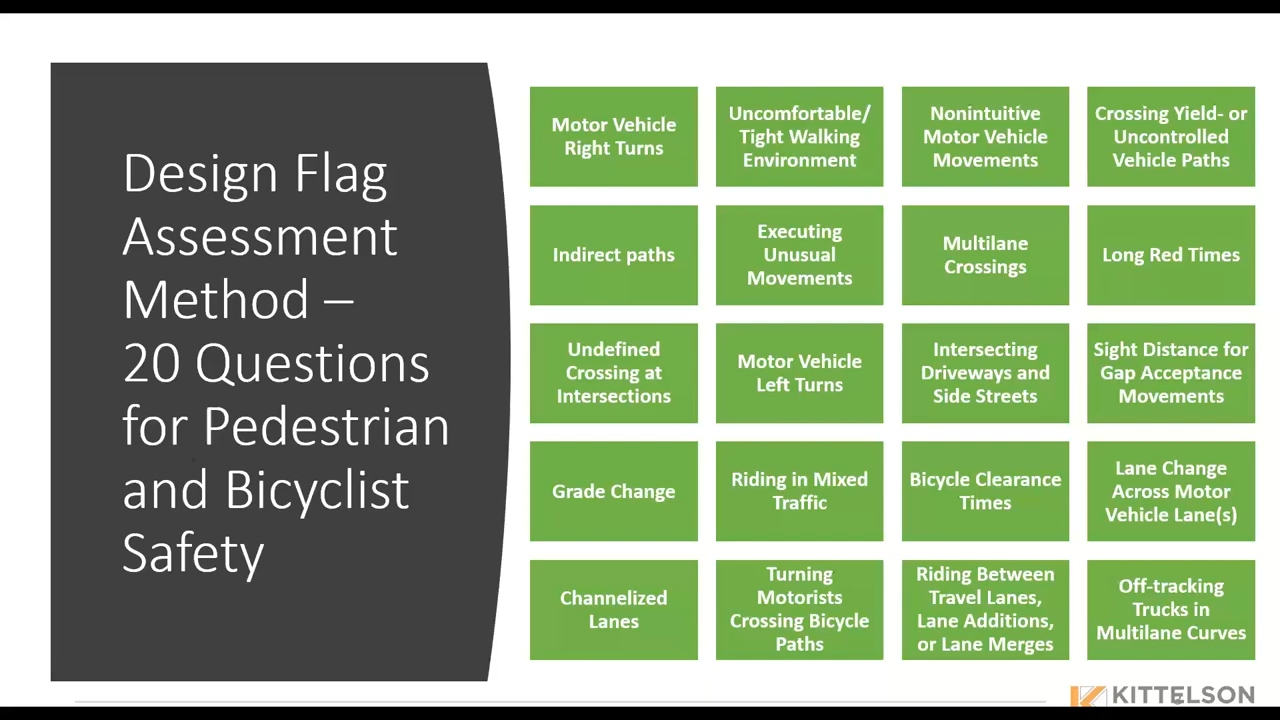 Design Flag
Assessment
Method –
20 Questions
for Pedestrian
and Bicyclist
Safety
Motor Vehicle
Right Turns
Uncomfortable/
Tight Walking
Environment
Nonintuitive
Motor Vehicle
Movements
Crossing Yield- or
Uncontrolled
Vehicle Paths
Indirect paths
Executing
Unusual
Movements
Multilane
Crossings
Long Red Times
Undefined
Crossing at
Intersections
Motor Vehicle
Left Turns
Intersecting
Driveways and
Side Streets
Sight Distance for
Gap Acceptance
Movements
Grade Change
Riding in Mixed
Traffic
Bicycle Clearance
Times
Lane Change
Across Motor
Vehicle Lane(s)
Channelized
Lanes
Turning
Motorists
Crossing Bicycle
Paths
Riding Between
Travel Lanes,
Lane Additions,
or Lane Merges
Off-tracking
Trucks in
Multilane Curves
KITTELSON